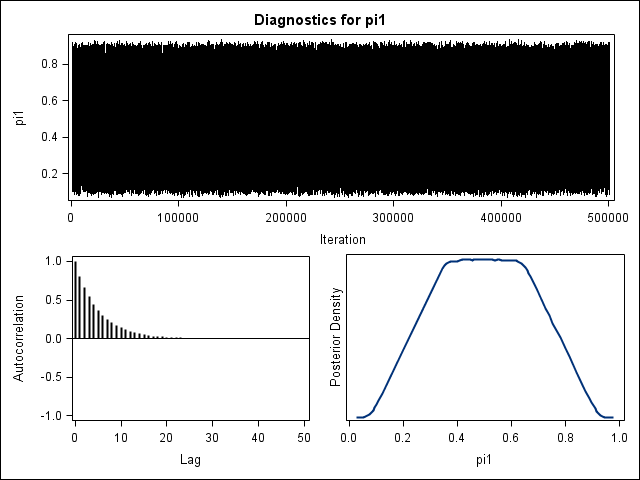 Diagnostics for pi1
0.8
0.6
0.4
0.2
pi1
0 100000 200000 300000 400000 500000
Iteration
1.0
0.5
0.0
-0.5
-1.0
Autocorrelation
0 10 20 30 40 50
Lag
Posterior Density
0.0 0.2 0.4 0.6 0.8 1.0
pi1